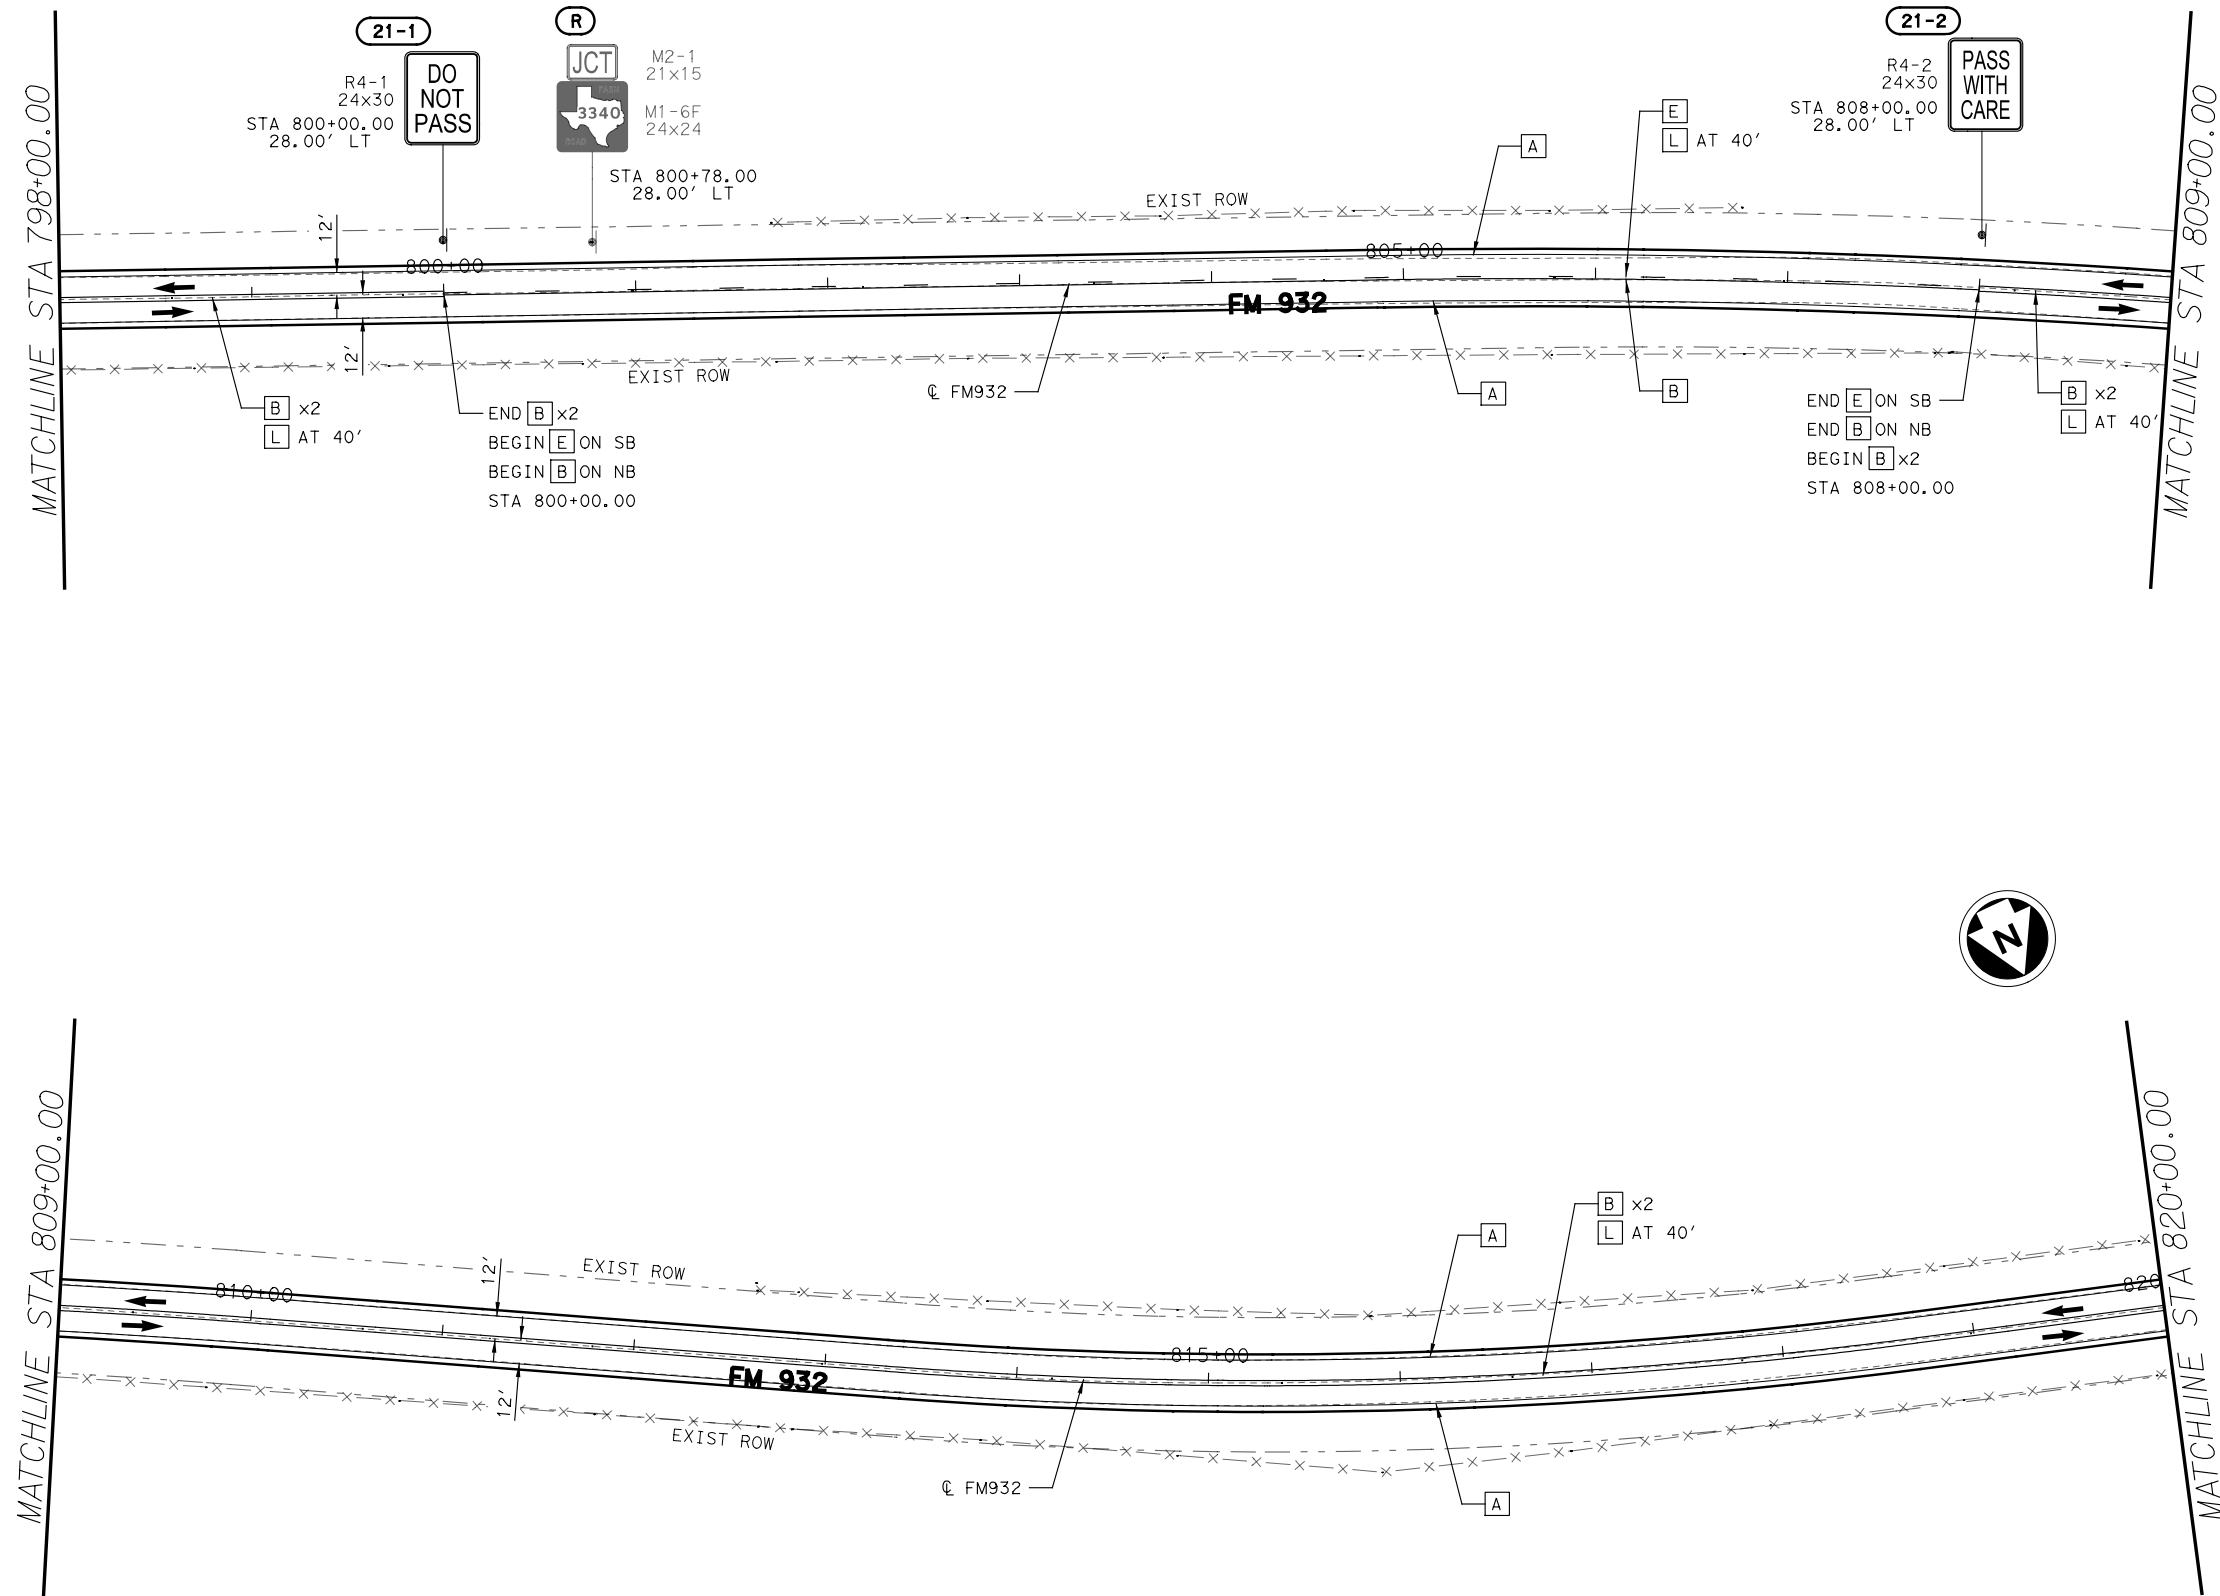 21-1
R4-1
24x30
STA 800+00.00
28.00' LT
DO
NOT
PASS
R
JCT
M2-1
21x15
FARM
3340
ROAD
M1-6F
24x24
STA 800+78.00
28.00' LT
21-2
R4-2
24x30
STA 808+00.00
28.00' LT
PASS
WITH
CARE
E
L AT 40'
A
EXIST ROW
MATCHLINE STA 798+00.00
12'
800+00
805+00
FM 932
12'
EXIST ROW
B x2
L AT 40'
END B x2
BEGIN E ON SB
BEGIN B ON NB
STA 800+00.00
℄ FM932
A
B
END E ON SB
END B ON NB
BEGIN B x2
STA 808+00.00
B x2
L AT 40'
MATCHLINE STA 809+00.00
N
MATCHLINE STA 809+00.00
810+00
12'
EXIST ROW
12'
FM 932
EXIST ROW
815+00
℄ FM932
A
B x2
L AT 40'
A
820
MATCHLINE STA 820+00.00